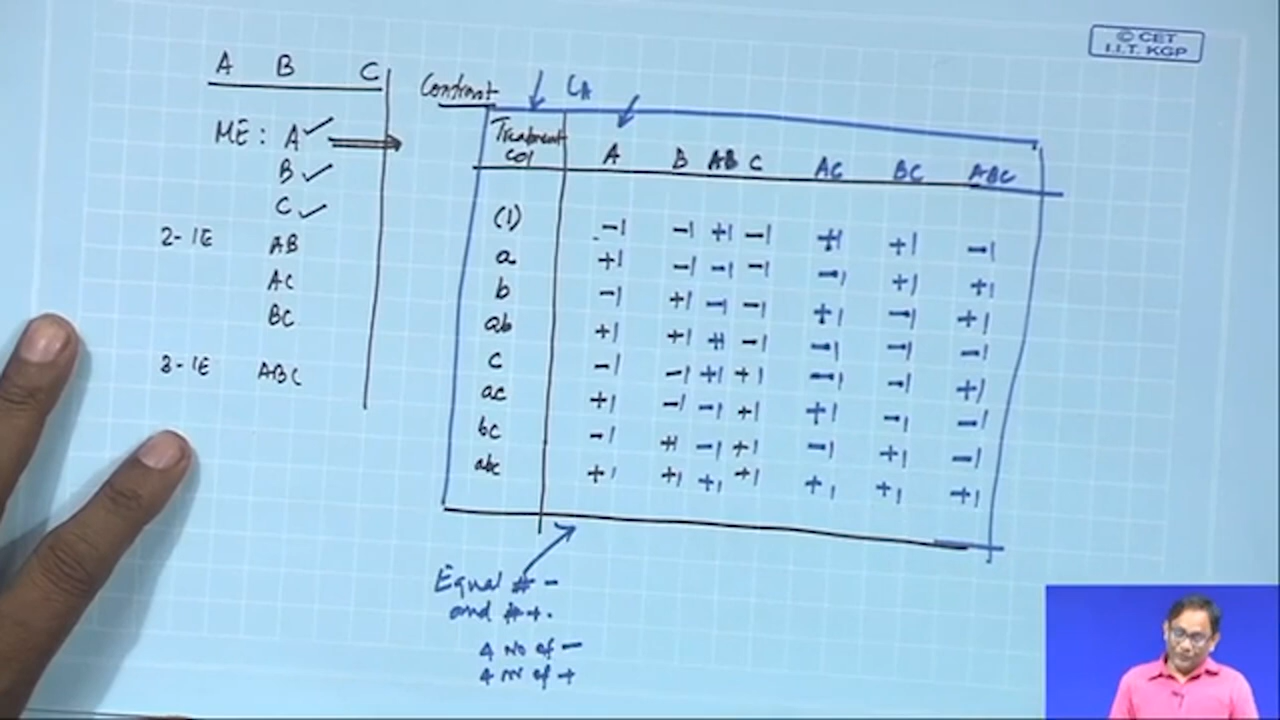 © CET
I.I.T. KGP
A B C
ME: A
B
C
2-IE AB
AC
BC
3-IE ABC
Contrast CA
Treatment A B AB C AC BC ABC
(1) -1 -1 +1 -1 +1 +1 -1
a +1 -1 -1 -1 -1 +1 +1
b -1 +1 -1 -1 +1 -1 +1
ab +1 +1 +1 -1 -1 -1 -1
c -1 -1 +1 +1 -1 -1 +1
ac +1 -1 -1 +1 +1 -1 -1
bc -1 +1 -1 +1 -1 +1 -1
abc +1 +1 +1 +1 +1 +1 +1
Equal # -
and # +.
4 No of -
4 no of +